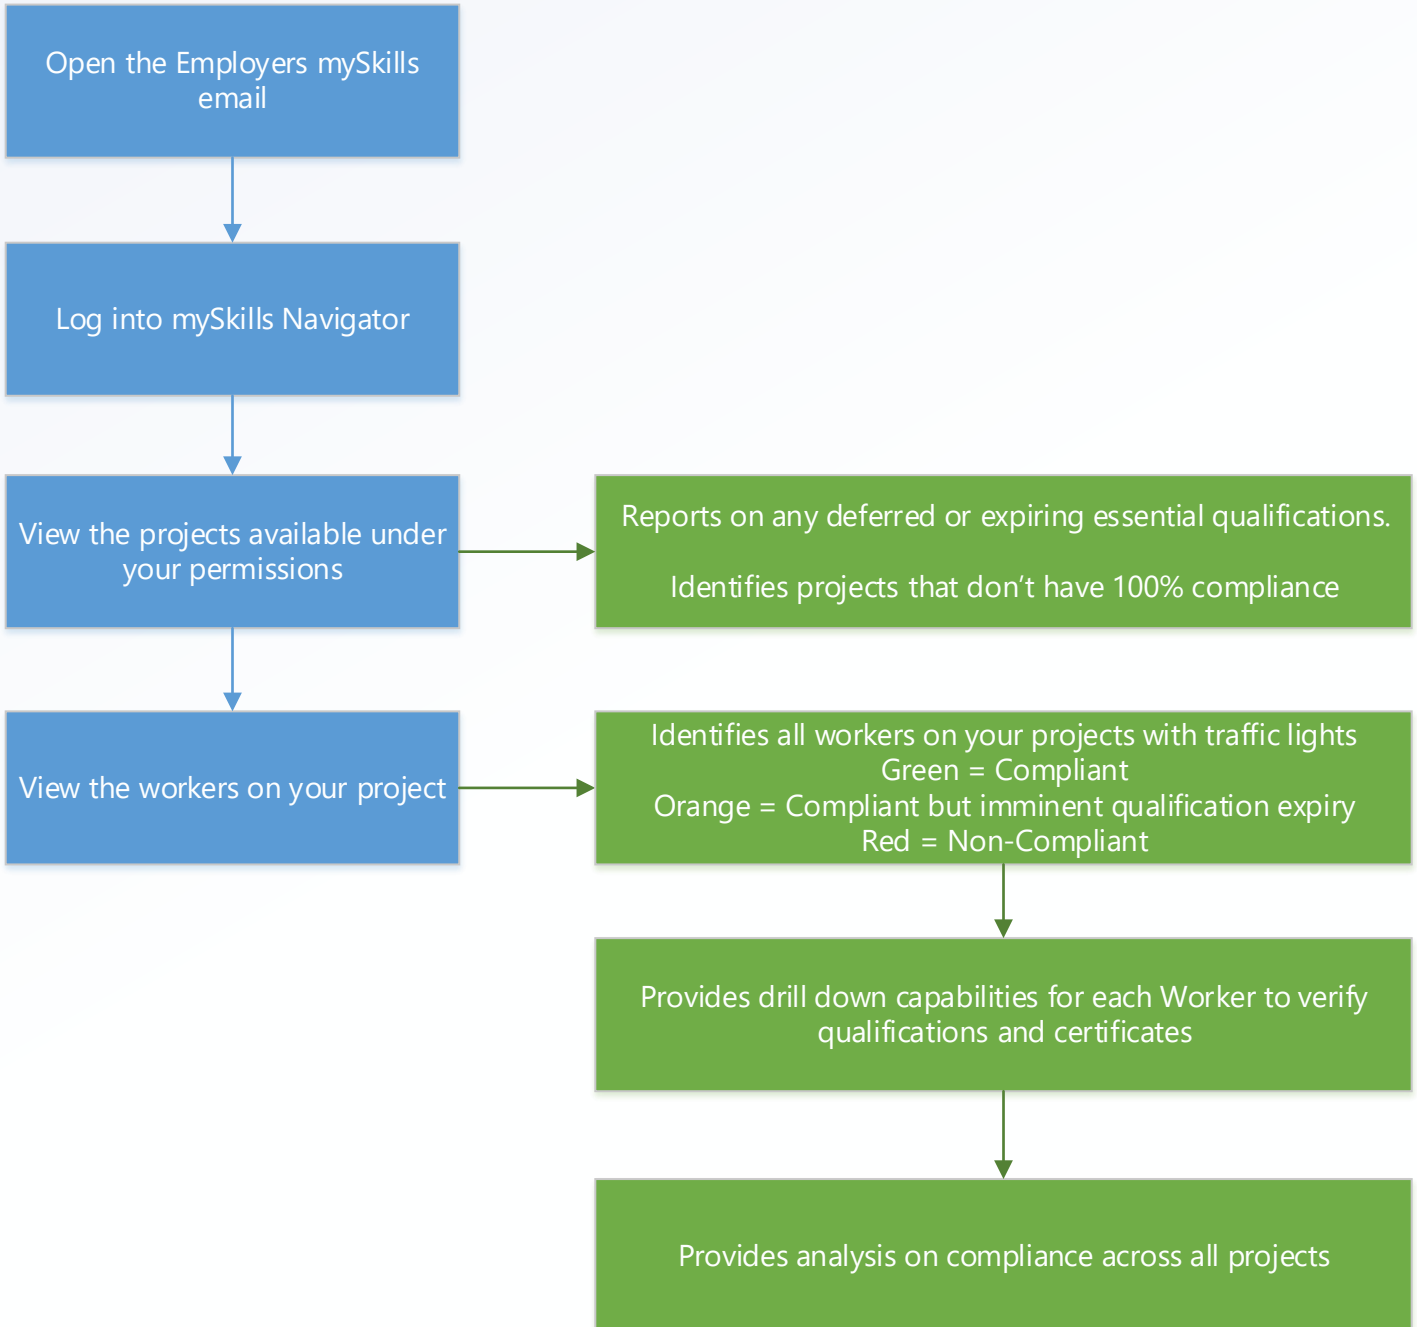 Open the Employers mySkills
email
Log into mySkills Navigator
View the projects available under
your permissions
Reports on any deferred or expiring essential qualifications.
Identifies projects that don’t have 100% compliance
View the workers on your project
Identifies all workers on your projects with traffic lights
Green = Compliant
Orange = Compliant but imminent qualification expiry
Red = Non-Compliant
Provides drill down capabilities for each Worker to verify
qualifications and certificates
Provides analysis on compliance across all projects